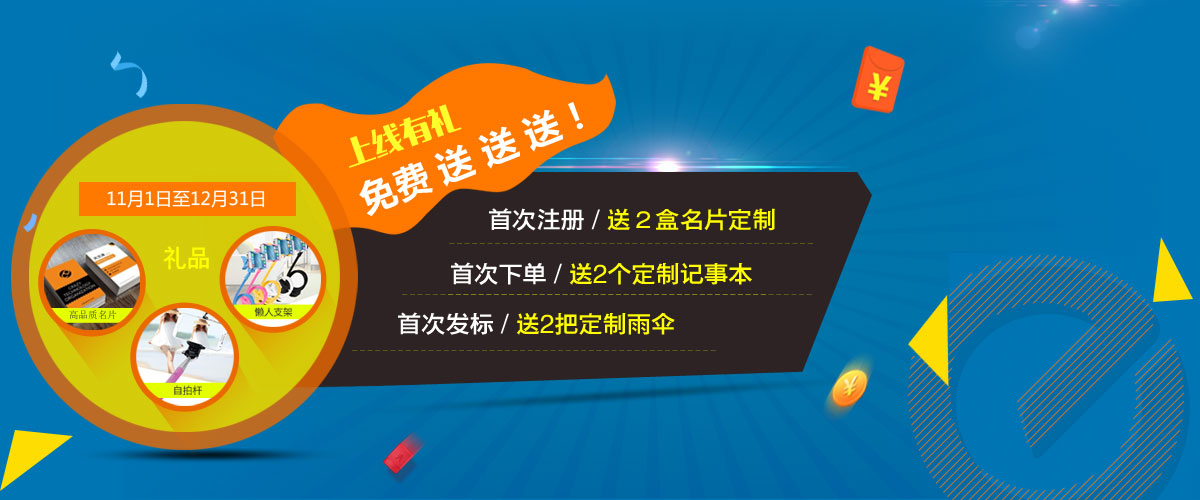 上线有礼
免费送送送！
11月1日至12月31日
礼品
高品质名片
懒人支架
自拍杆
首次注册 / 送2盒名片定制
首次下单 / 送2个定制记事本
首次发标 / 送2把定制雨伞
¥